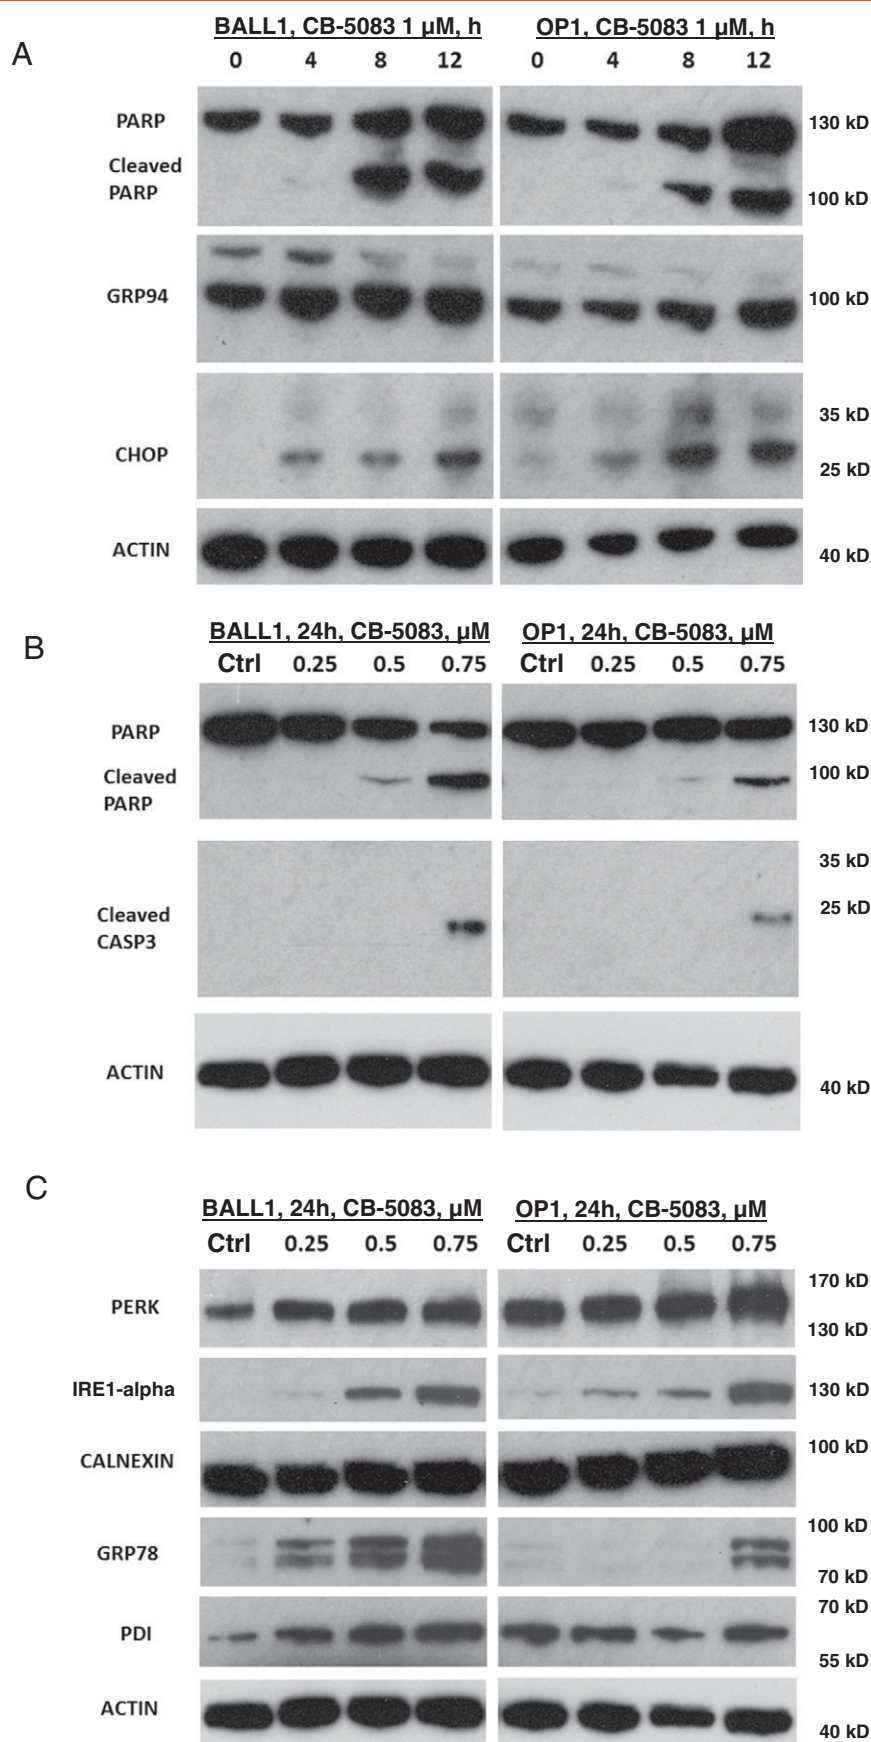 A
BALL1, CB-5083 1 µM, h
OP1, CB-5083 1 µM, h
0 4 8 12
0 4 8 12
PARP
130 kD
Cleaved
PARP
100 kD
GRP94
100 kD
35 kD
CHOP
25 kD
ACTIN
40 kD
B
BALL1, 24h, CB-5083, µM
OP1, 24h, CB-5083, µM
Ctrl 0.25 0.5 0.75
Ctrl 0.25 0.5 0.75
PARP
130 kD
Cleaved
PARP
100 kD
35 kD
25 kD
Cleaved
CASP3
ACTIN
40 kD
C
BALL1, 24h, CB-5083, µM
OP1, 24h, CB-5083, µM
Ctrl 0.25 0.5 0.75
Ctrl 0.25 0.5 0.75
170 kD
PERK
130 kD
IRE1-alpha
130 kD
100 kD
CALNEXIN
100 kD
GRP78
70 kD
70 kD
PDI
55 kD
ACTIN
40 kD